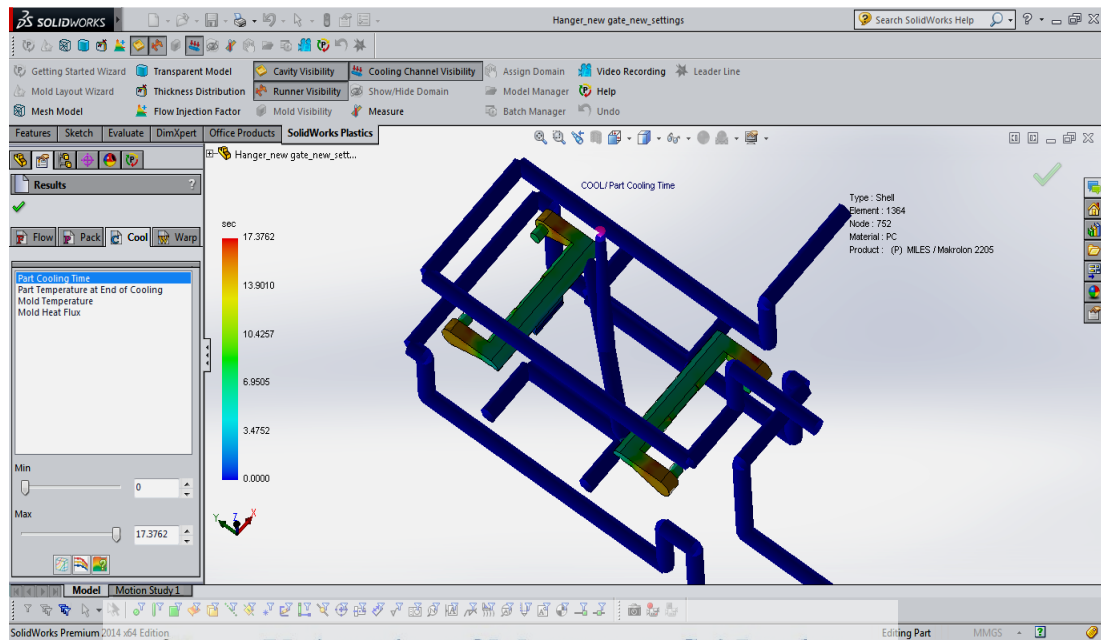 SOLIDWORKS
Hanger_new gate_new_settings
Search SolidWorks Help
Getting Started Wizard
Transparent Model
Cavity Visibility
Cooling Channel Visibility
Assign Domain
Video Recording
Leader Line
Mold Layout Wizard
Thickness Distribution
Runner Visibility
Show/Hide Domain
Model Manager
Help
Mesh Model
Flow Injection Factor
Mold Visibility
Measure
Batch Manager
Undo
Features
Sketch
Evaluate
DimXpert
Office Products
SolidWorks Plastics
Hanger_new gate_new_sett...
Results
?
Flow
Pack
Cool
Warp
Part Cooling Time
Part Temperature at End of Cooling
Mold Temperature
Mold Heat Flux
Min
0
Max
17.3762
sec
17.3762
13.9010
10.4257
6.9505
3.4752
0.0000
COOL/ Part Cooling Time
Type : Shell
Element : 1364
Node : 752
Material : PC
Product : (P) MILES / Makrolon 2205
Y
Z
X
Model
Motion Study 1
SolidWorks Premium 2014 x64 Edition
Editing Part
MMGS